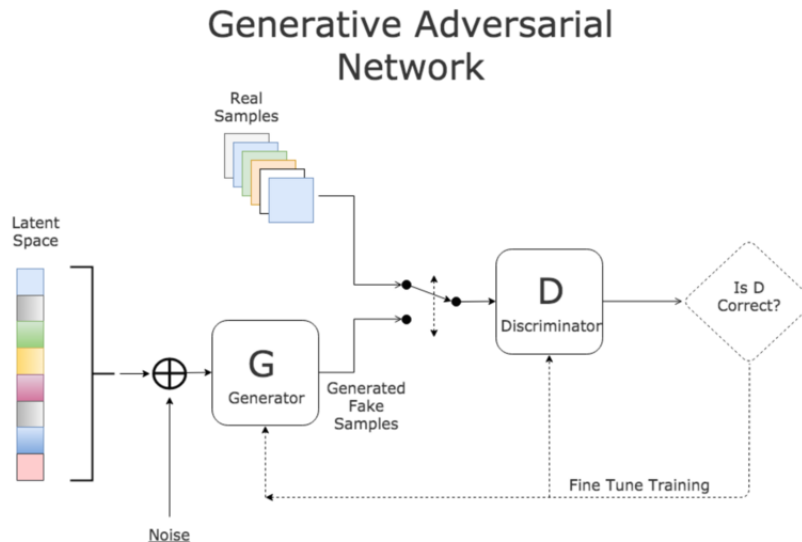 Generative Adversarial
Network
Real
Samples
Latent
Space
G
Generator
Generated
Fake
Samples
D
Discriminator
Is D
Correct?
Fine Tune Training
Noise